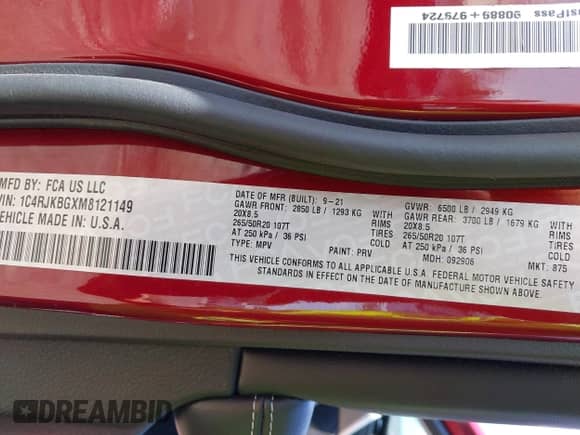 ustPass
90885+979724
MFD BY: FCA US LLC
VIN: 1C4RJKBGXM8121149
VEHICLE MADE IN U.S.A.
DATE OF MFR (BUILT): 9-21
GVWR: 6500 LB / 2949 KG
GAWR FRONT: 2850 LB / 1293 KG WITH
20X8.5 RIMS
265/50R20 107T TIRES
AT 250 kPa / 36 PSI COLD
GAWR REAR: 3700 LB / 1679 KG WITH
20X8.5 RIMS
265/50R20 107T TIRES
AT 250 kPa / 36 PSI COLD
TYPE: MPV PAINT: PRV MDH: 092906 MKT: 875
THIS VEHICLE CONFORMS TO ALL APPLICABLE U.S.A. FEDERAL MOTOR VEHICLE SAFETY
STANDARDS IN EFFECT ON THE DATE OF MANUFACTURE SHOWN ABOVE.
DREAMBID